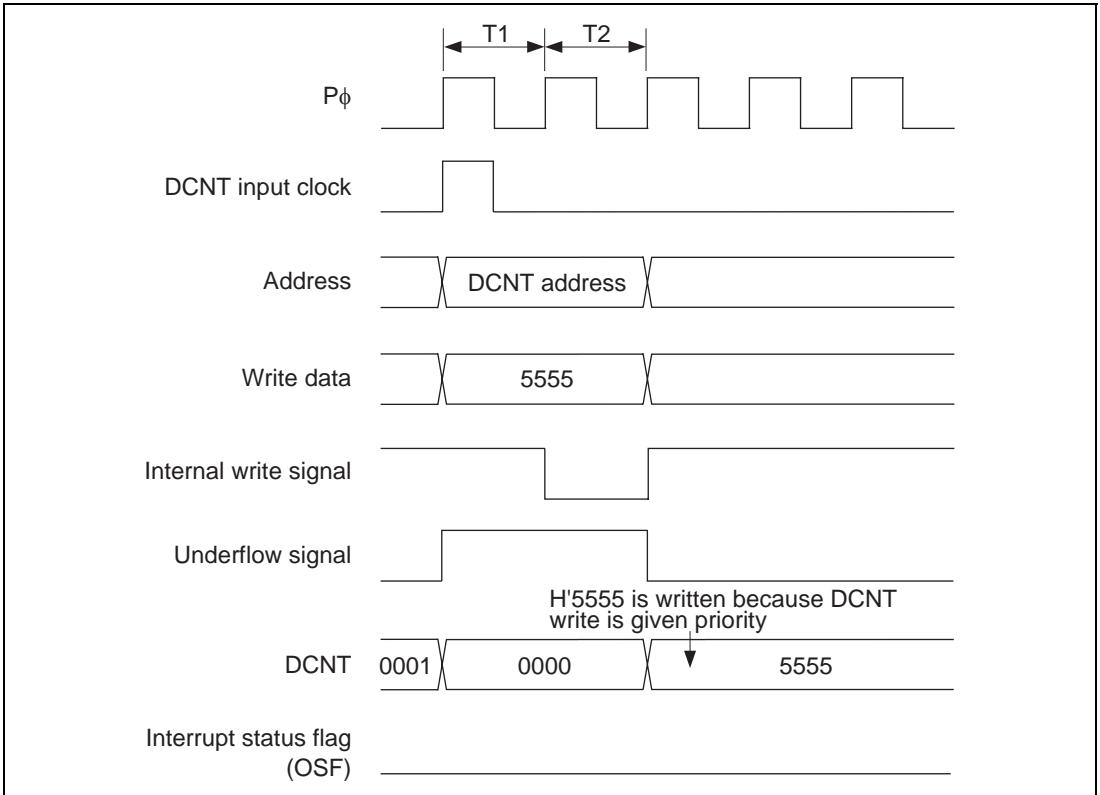 T1 T2
Pϕ
DCNT input clock
Address DCNT address
Write data 5555
Internal write signal
Underflow signal
H'5555 is written because DCNT
write is given priority
DCNT 0001 0000 5555
Interrupt status flag
(OSF)